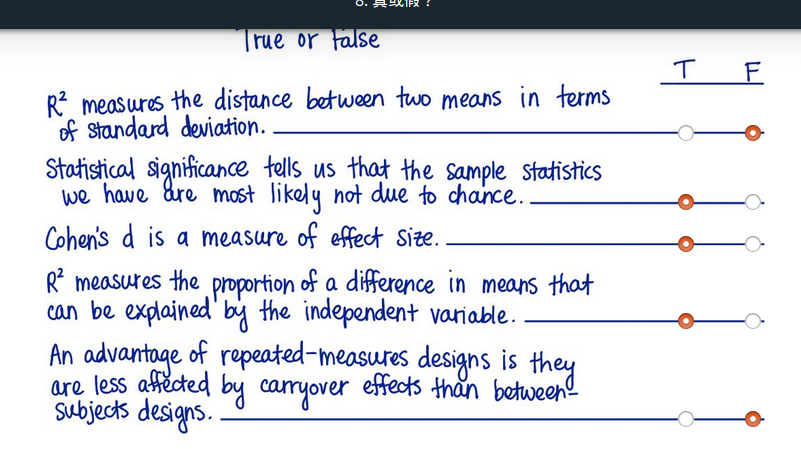 8. 真或假？
True or False
T F
R² measures the distance between two means in terms
of standard deviation.
Statistical significance tells us that the sample statistics
we have are most likely not due to chance.
Cohen's d is a measure of effect size.
R² measures the proportion of a difference in means that
can be explained by the independent variable.
An advantage of repeated-measures designs is they
are less affected by carryover effects than between-
subjects designs.